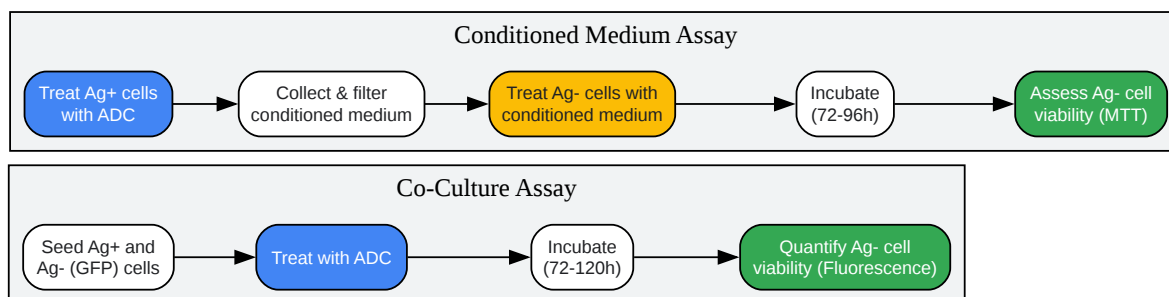 Conditioned Medium Assay
Treat Ag+ cells
with ADC
Collect & filter
conditioned medium
Treat Ag- cells with
conditioned medium
Incubate
(72-96h)
Assess Ag- cell
viability (MTT)
Co-Culture Assay
Seed Ag+ and
Ag- (GFP) cells
Treat with ADC
Incubate
(72-120h)
Quantify Ag- cell
viability (Fluorescence)